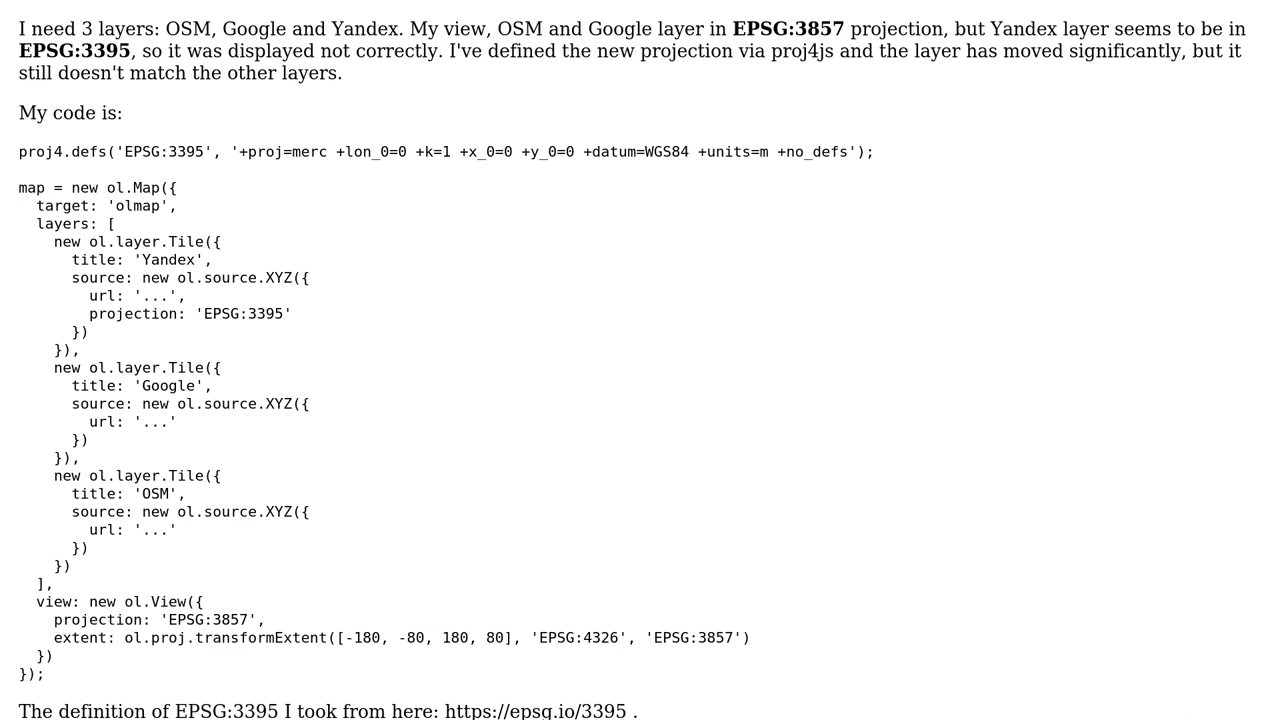 I need 3 layers: OSM, Google and Yandex. My view, OSM and Google layer in EPSG:3857 projection, but Yandex layer seems to be in
EPSG:3395, so it was displayed not correctly. I've defined the new projection via proj4js and the layer has moved significantly, but it
still doesn't match the other layers.
My code is:
proj4.defs('EPSG:3395', '+proj=merc +lon_0=0 +k=1 +x_0=0 +y_0=0 +datum=WGS84 +units=m +no_defs');
map = new ol.Map({
  target: 'olmap',
  layers: [
    new ol.layer.Tile({
      title: 'Yandex',
      source: new ol.source.XYZ({
        url: '...',
        projection: 'EPSG:3395'
      })
    }),
    new ol.layer.Tile({
      title: 'Google',
      source: new ol.source.XYZ({
        url: '...'
      })
    }),
    new ol.layer.Tile({
      title: 'OSM',
      source: new ol.source.XYZ({
        url: '...'
      })
    })
  ],
  view: new ol.View({
    projection: 'EPSG:3857',
    extent: ol.proj.transformExtent([-180, -80, 180, 80], 'EPSG:4326', 'EPSG:3857')
  })
});
The definition of EPSG:3395 I took from here: https://epsg.io/3395 .